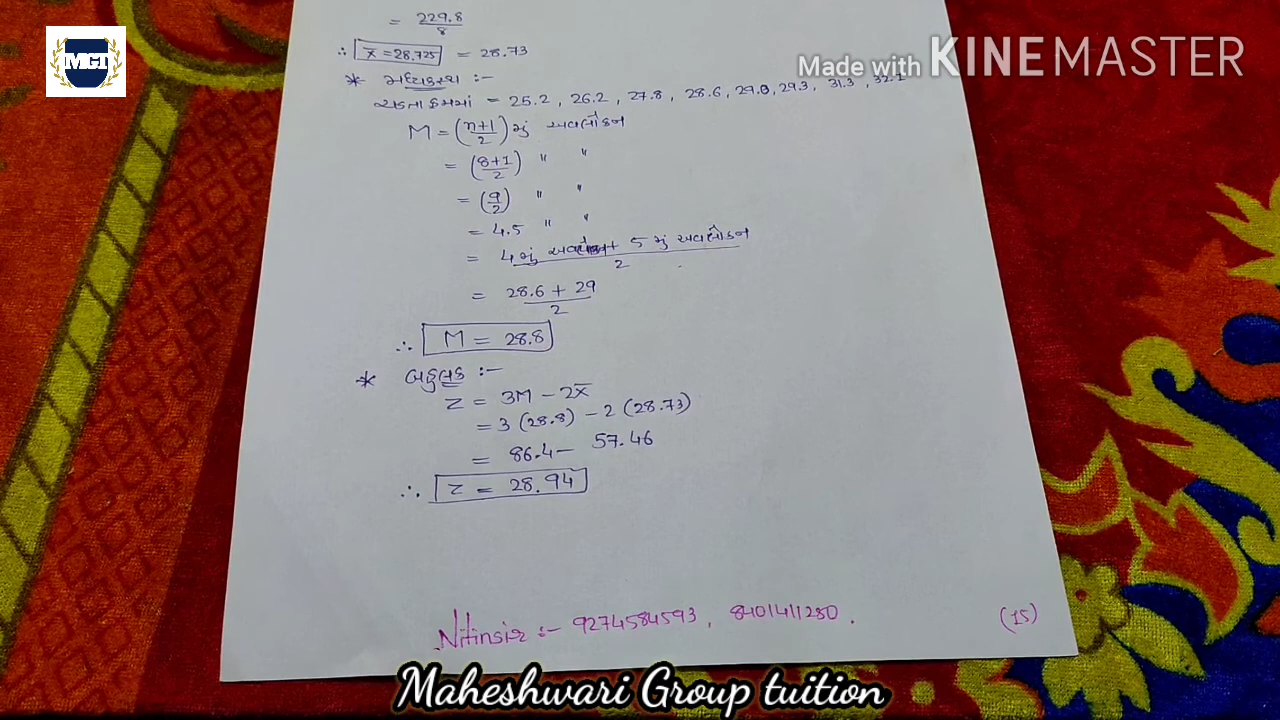 MGI
Made with KINEMASTER
= 229.8/8
∴ x̄ = 28.725 = 28.73
* મધ્યસ્થ :-
ચઢતા ક્રમમાં = 25.2, 26.2, 27.8, 28.6, 29.0, 29.3, 31.3, 32.1
M = (n+1/2) મું અવલોકન
= (8+1/2) " "
= (9/2) " "
= 4.5 " "
= 4 મું અવલોકન + 5 મું અવલોકન / 2
= 28.6 + 29 / 2
∴ M = 28.8
* બહુલક :-
Z = 3M - 2x̄
= 3 (28.8) - 2 (28.73)
= 86.4 - 57.46
∴ Z = 28.94
Nitinsir :- 9274584593, 8401411280.
(15)
Maheshwari Group tuition